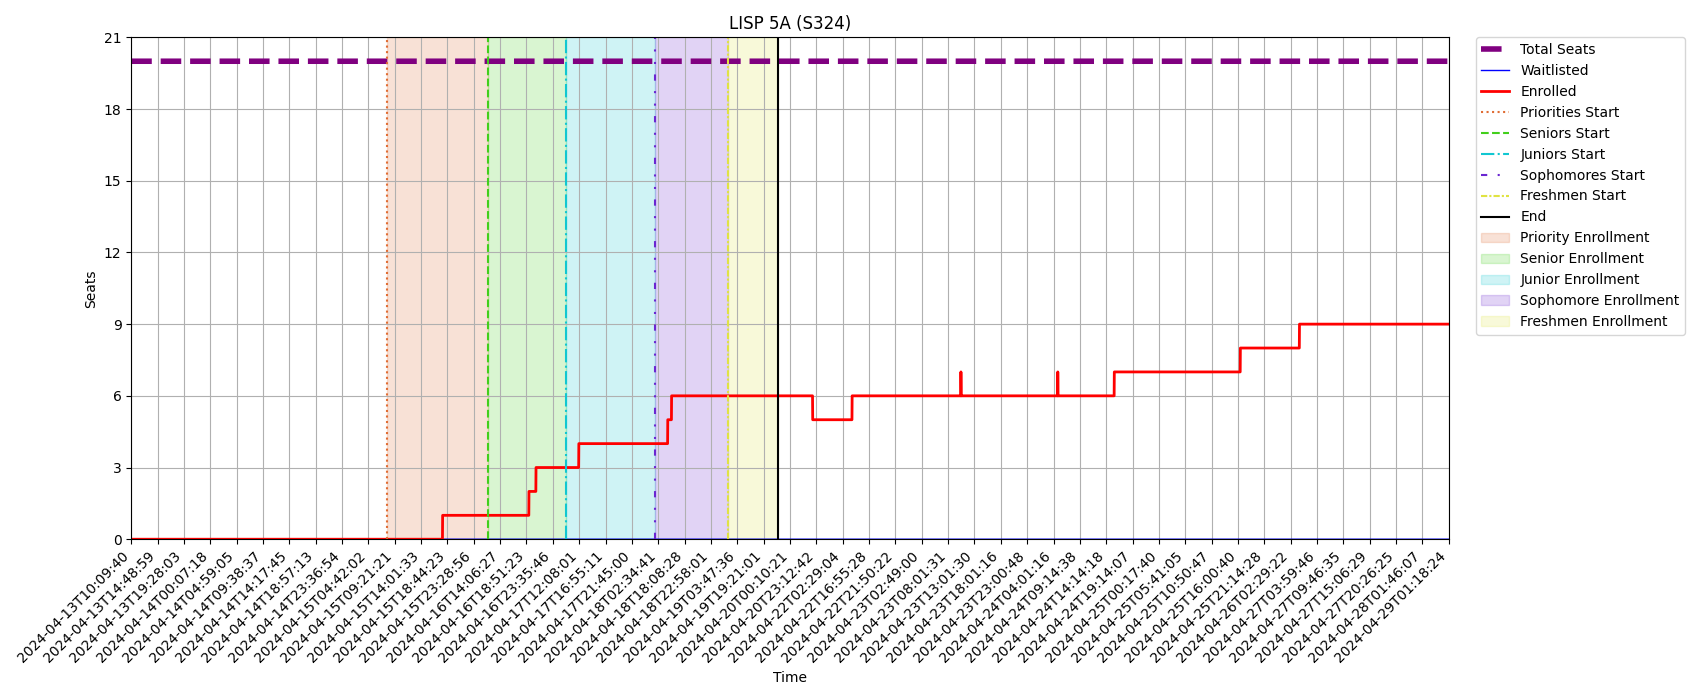 LISP 5A (S324)
21
18
15
12
9
6
3
0
Seats
2024-04-13T10:09:40
2024-04-13T14:48:59
2024-04-13T19:28:03
2024-04-14T00:07:18
2024-04-14T04:59:05
2024-04-14T09:38:37
2024-04-14T14:17:45
2024-04-14T18:57:13
2024-04-14T23:36:54
2024-04-15T04:42:02
2024-04-15T09:21:21
2024-04-15T14:01:33
2024-04-15T18:44:23
2024-04-15T23:28:56
2024-04-16T14:06:27
2024-04-16T18:51:23
2024-04-16T23:35:46
2024-04-17T12:08:01
2024-04-17T16:55:11
2024-04-17T21:45:00
2024-04-18T02:34:41
2024-04-18T18:08:28
2024-04-18T22:58:01
2024-04-19T03:47:36
2024-04-19T19:21:01
2024-04-20T00:10:21
2024-04-20T23:12:42
2024-04-22T02:29:04
2024-04-22T16:55:28
2024-04-22T21:50:22
2024-04-23T02:49:00
2024-04-23T08:01:31
2024-04-23T13:01:30
2024-04-23T18:01:16
2024-04-23T23:00:48
2024-04-24T04:01:16
2024-04-24T09:14:38
2024-04-24T14:14:18
2024-04-24T19:14:07
2024-04-25T00:17:40
2024-04-25T05:41:05
2024-04-25T10:50:47
2024-04-25T16:00:40
2024-04-25T21:14:28
2024-04-26T02:29:22
2024-04-27T03:59:46
2024-04-27T09:46:35
2024-04-27T15:06:29
2024-04-27T20:26:25
2024-04-28T01:46:07
2024-04-29T01:18:24
Time
Total Seats
Waitlisted
Enrolled
Priorities Start
Seniors Start
Juniors Start
Sophomores Start
Freshmen Start
End
Priority Enrollment
Senior Enrollment
Junior Enrollment
Sophomore Enrollment
Freshmen Enrollment